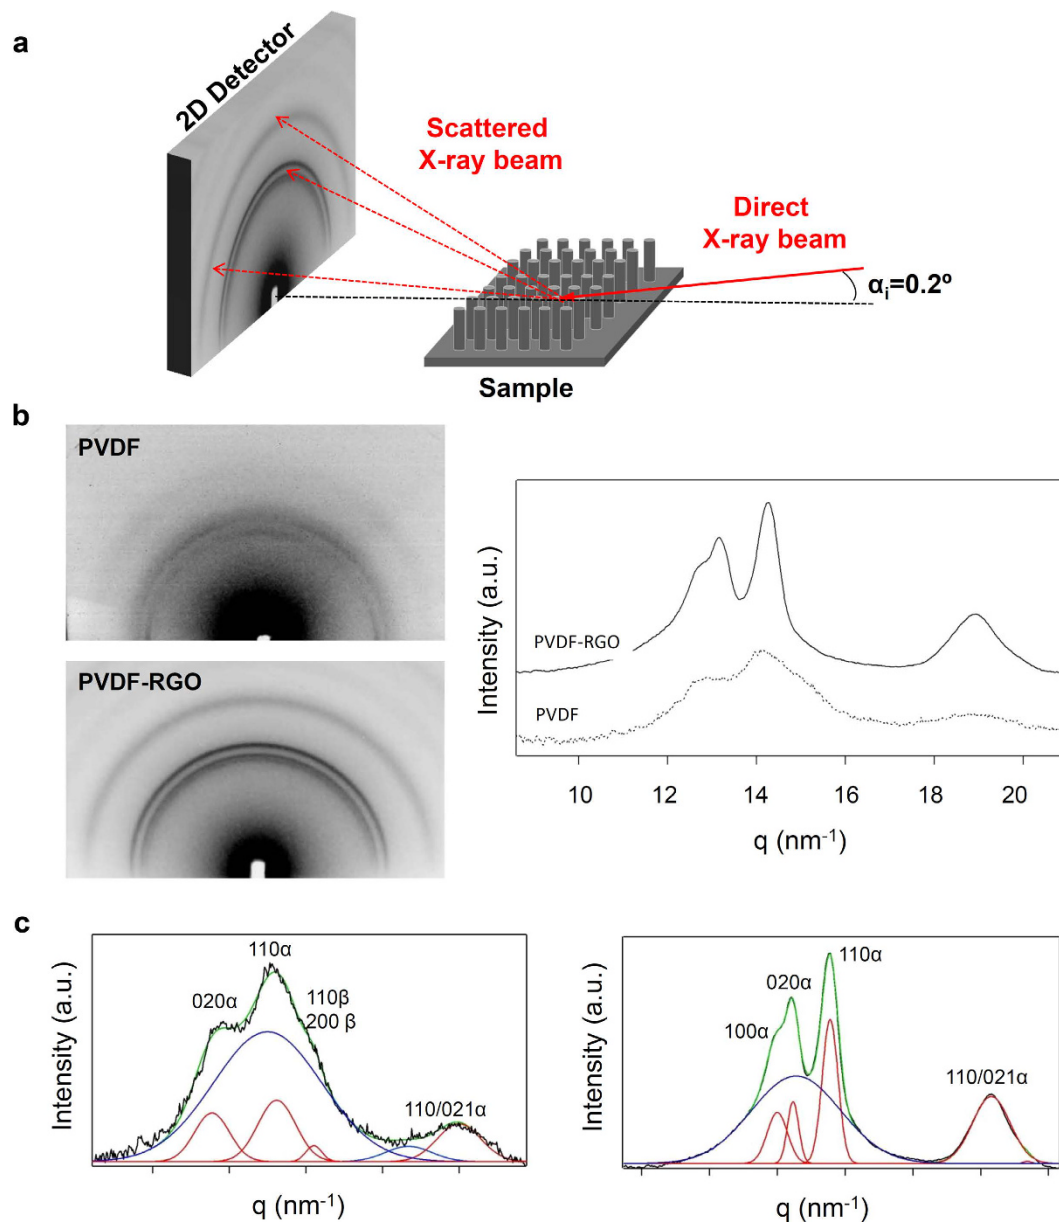 a
2D Detector
Scattered
X-ray beam
Direct
X-ray beam
αi=0.2º
Sample
b
PVDF
PVDF-RGO
Intensity (a.u.)
PVDF-RGO
PVDF
10 12 14 16 18 20
q (nm-1)
c
Intensity (a.u.)
020α
110α
110β
200 β
110/021α
q (nm-1)
Intensity (a.u.)
100α
020α
110α
110/021α
q (nm-1)